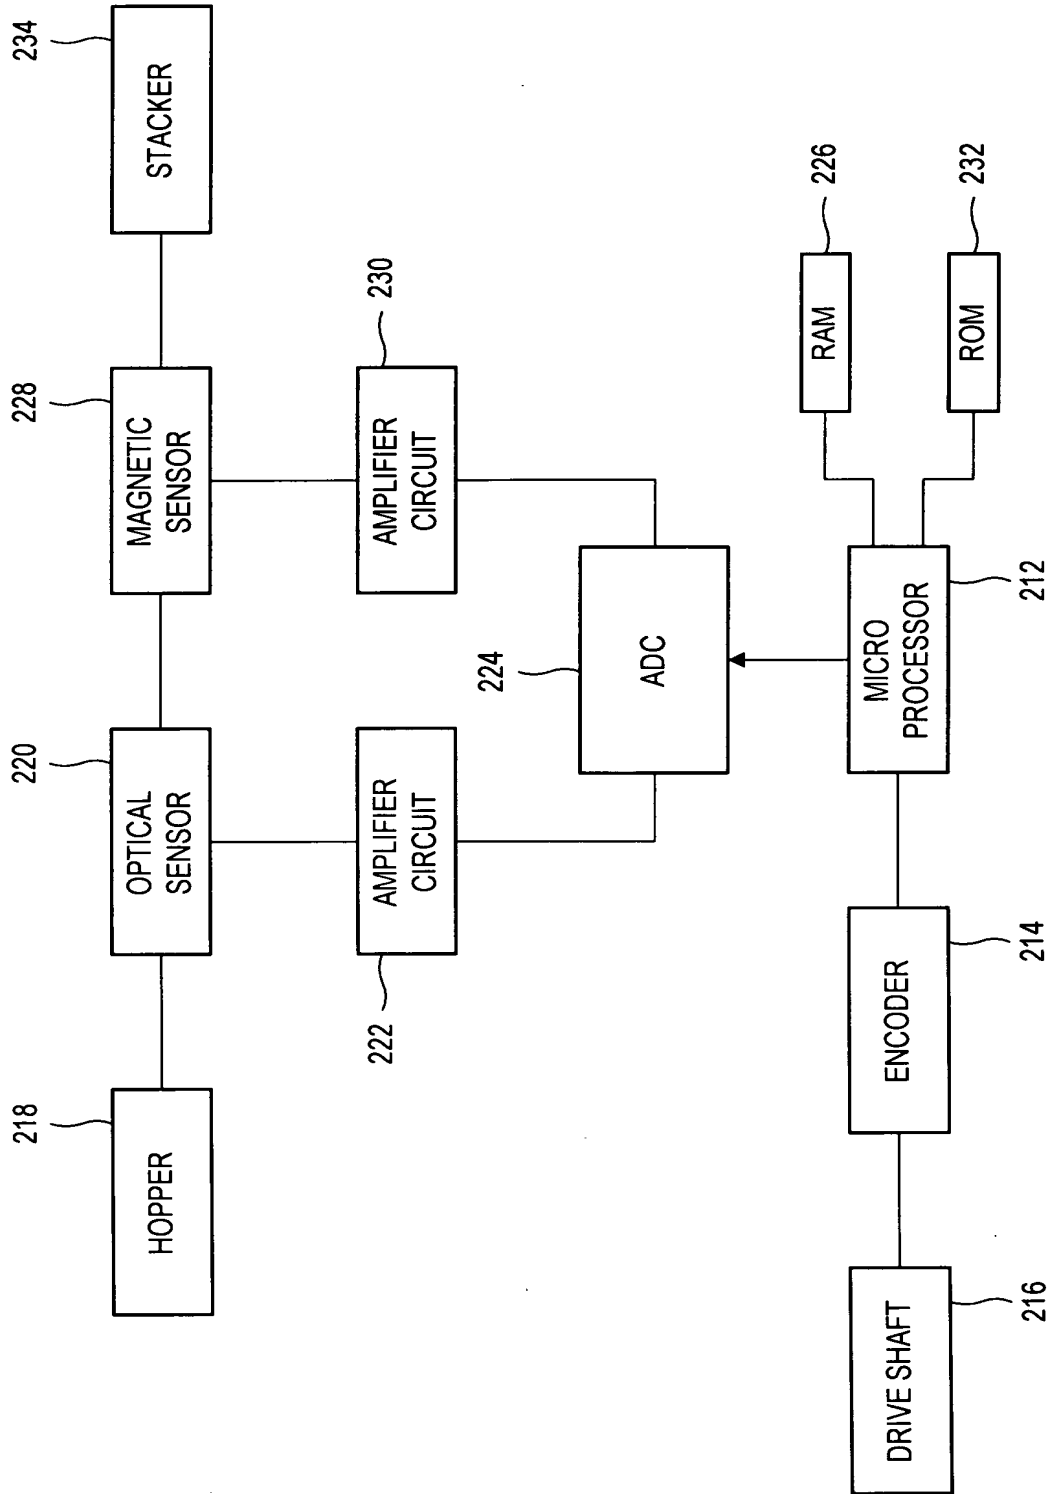 218
HOPPER
220
OPTICAL
SENSOR
228
MAGNETIC
SENSOR
234
STACKER
222
AMPLIFIER
CIRCUIT
230
AMPLIFIER
CIRCUIT
224
ADC
226
RAM
232
ROM
DRIVE SHAFT
216
ENCODER
214
MICRO
PROCESSOR
212